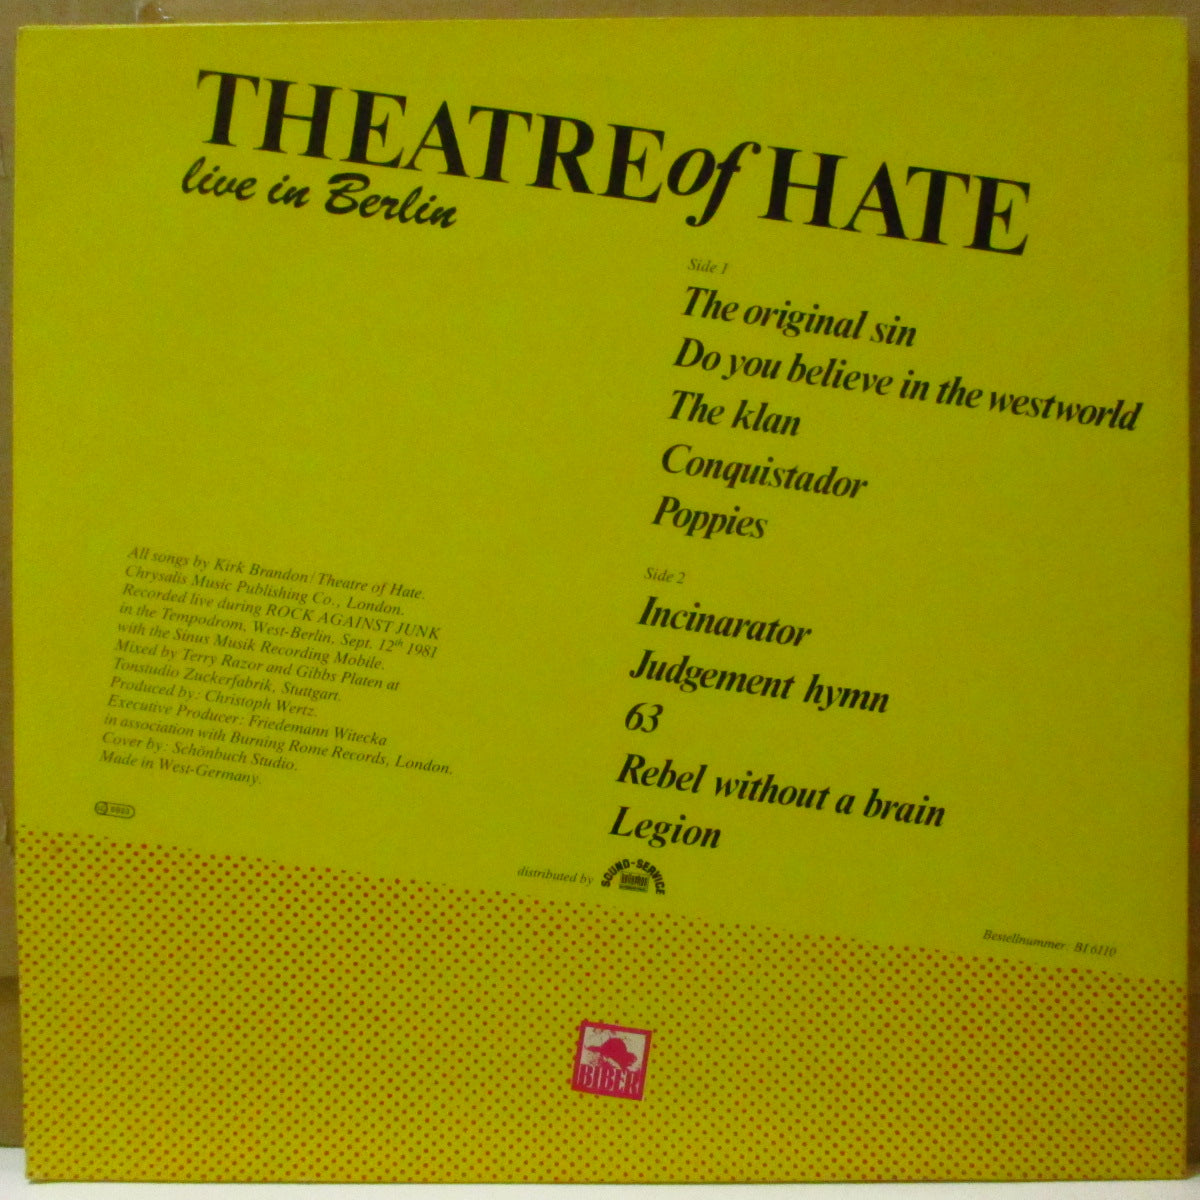 THEATRE of HATE
live in Berlin
Side 1
The original sin
Do you believe in the westworld
The klan
Conquistador
Poppies
Side 2
Incinarator
Judgement hymn
63
Rebel without a brain
Legion
All songs by Kirk Brandon/Theatre of Hate.
Chrysalis Music Publishing Co., London.
Recorded live during ROCK AGAINST JUNK
in the Tempodrom, West-Berlin, Sept. 12th 1981
with the Sinus Musik Recording Mobile.
Mixed by Terry Razor and Gibbs Platen at
Tonstudio Zuckerfabrik, Stuttgart.
Produced by: Christoph Wertz.
Executive Producer: Friedemann Witecka
in association with Burning Rome Records, London.
Cover by: Schönbuch Studio.
Made in West-Germany.
distributed by
SOUND-SERVICE
Bestellnummer BI 6110
BIBER